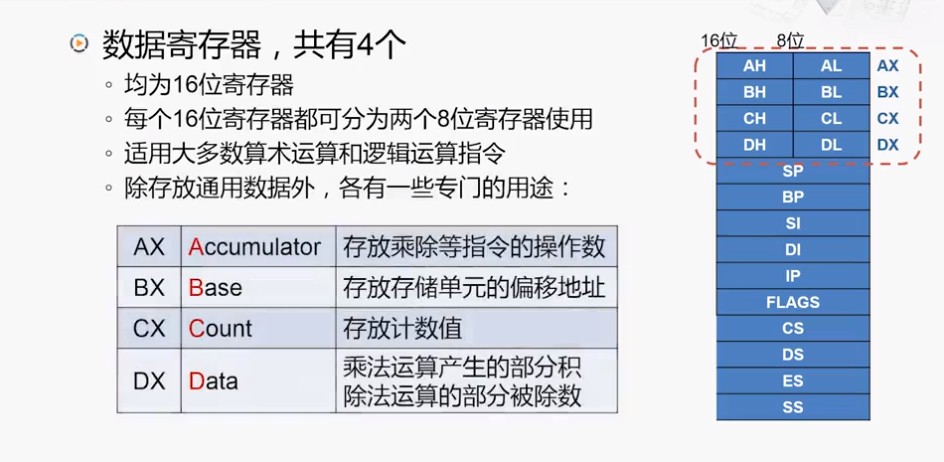 数据寄存器，共有4个
均为16位寄存器
每个16位寄存器都可分为两个8位寄存器使用
适用大多数算术运算和逻辑运算指令
除存放通用数据外，各有一些专门的用途：
AX Accumulator 存放乘除等指令的操作数
BX Base 存放存储单元的偏移地址
CX Count 存放计数值
DX Data 乘法运算产生的部分积
除法运算的部分被除数
16位 8位
AH AL AX
BH BL BX
CH CL CX
DH DL DX
SP
BP
SI
DI
IP
FLAGS
CS
DS
ES
SS